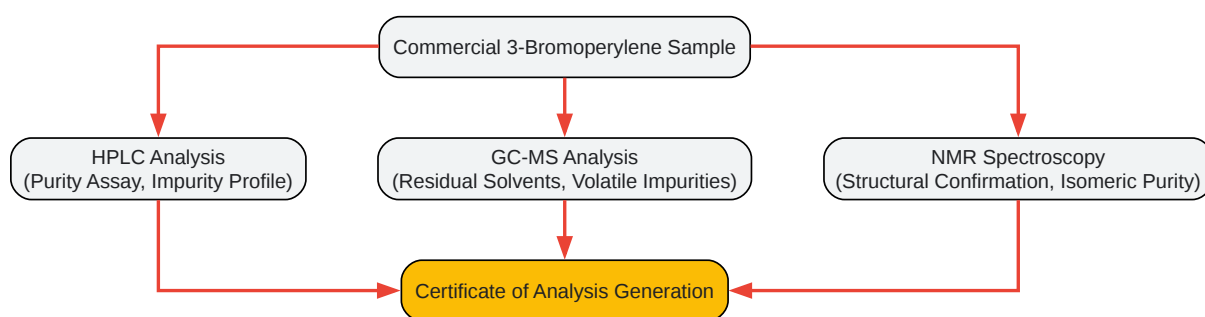 Commercial 3-Bromoperylene Sample
HPLC Analysis
(Purity Assay, Impurity Profile)
GC-MS Analysis
(Residual Solvents, Volatile Impurities)
NMR Spectroscopy
(Structural Confirmation, Isomeric Purity)
Certificate of Analysis Generation